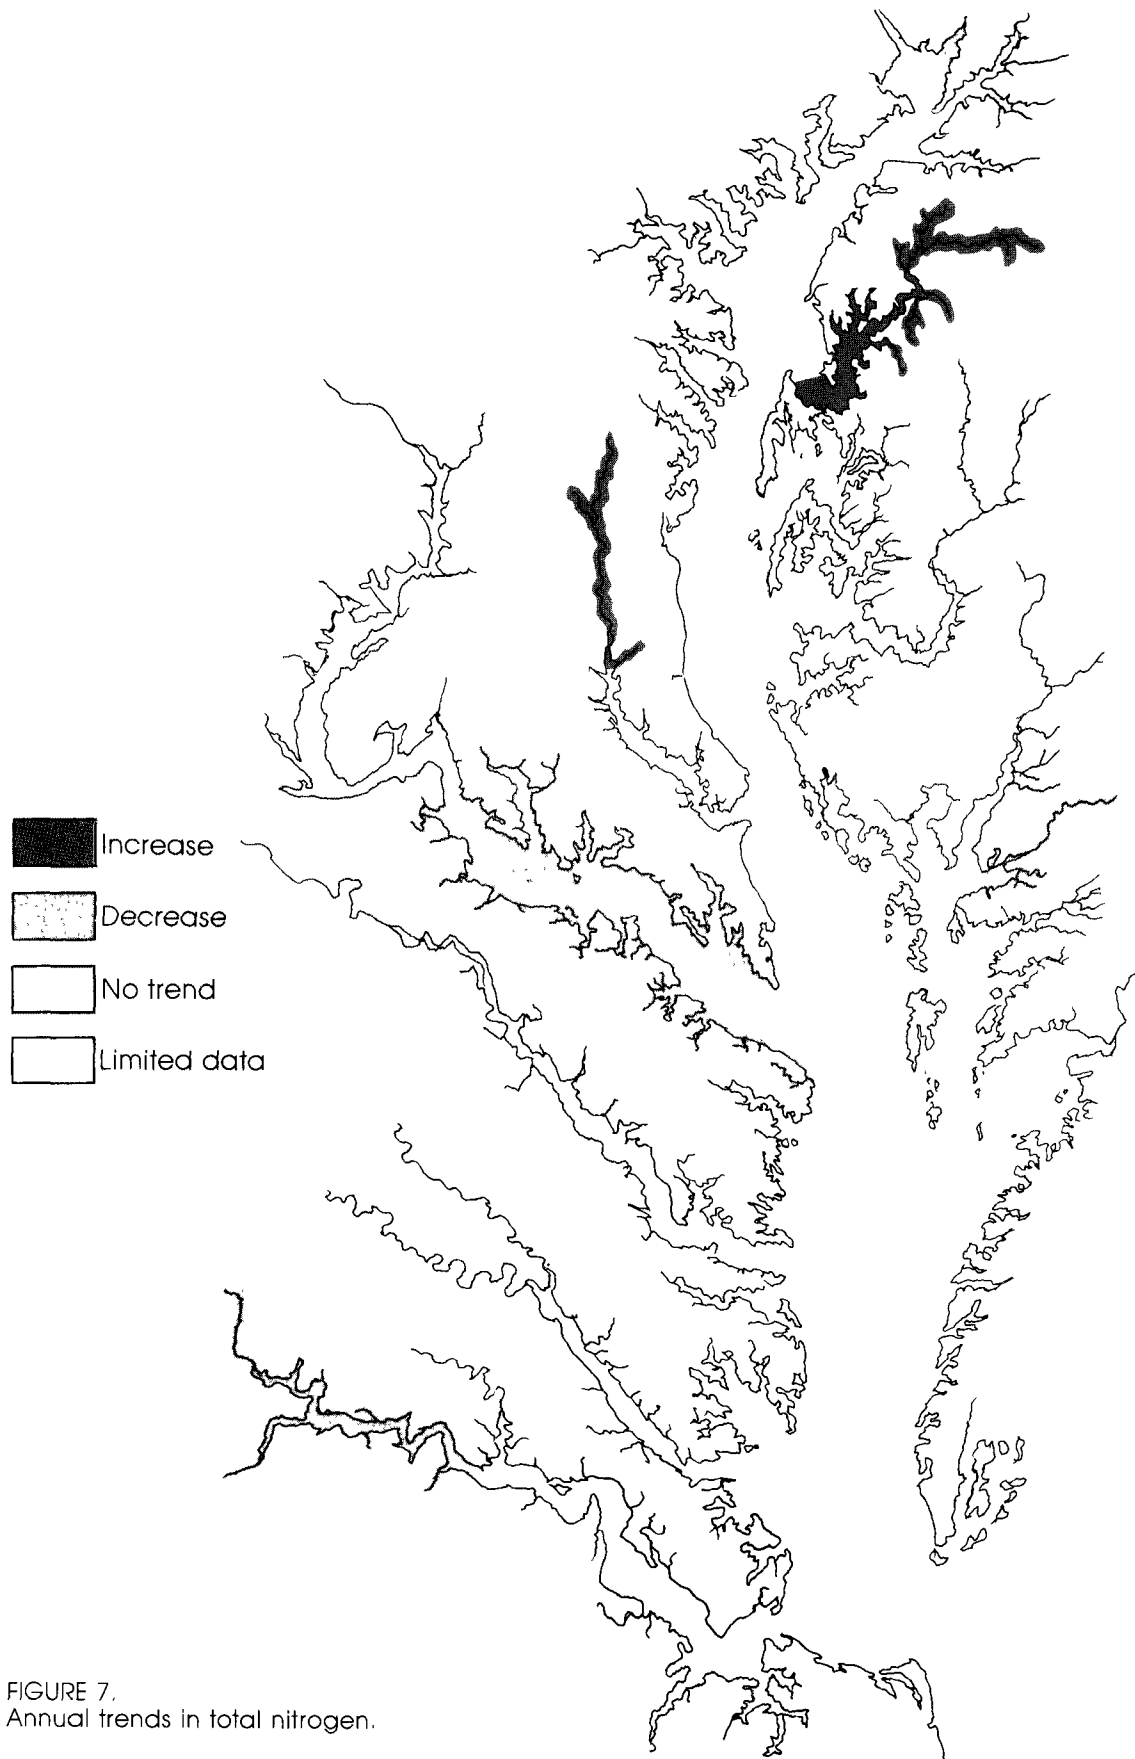 Increase
Decrease
No trend
Limited data
FIGURE 7.
Annual trends in total nitrogen.